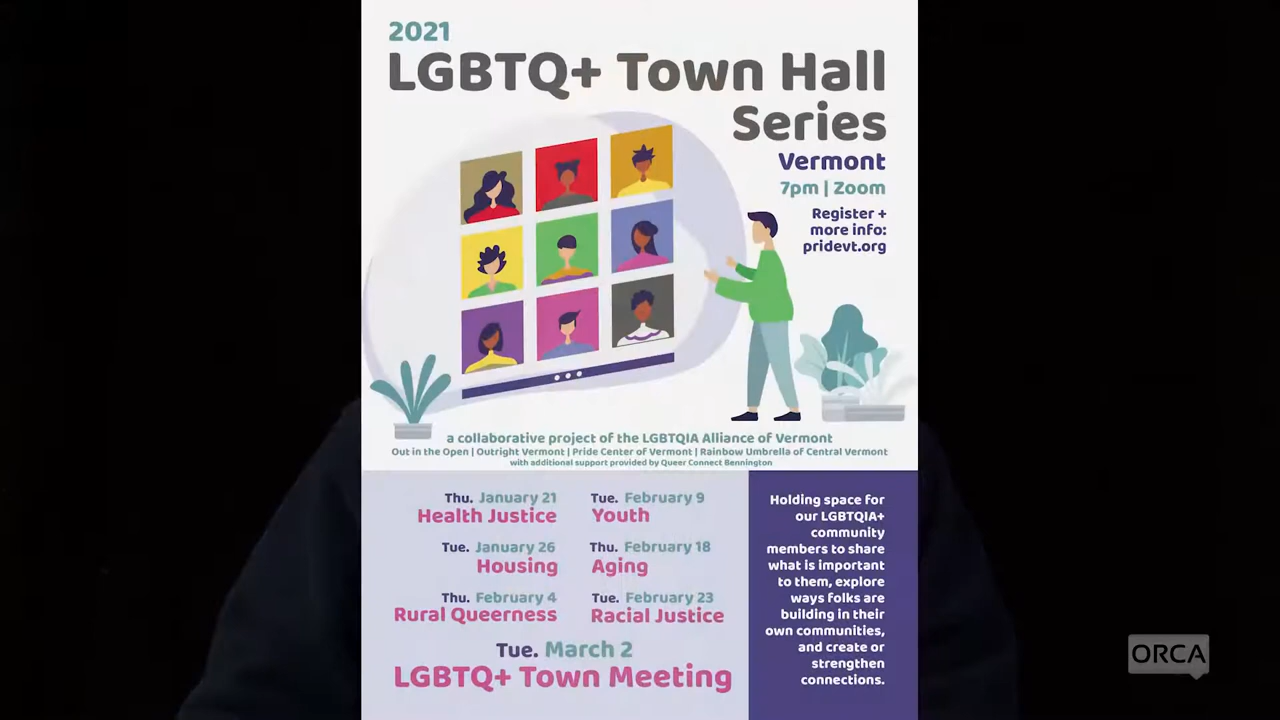 2021
LGBTQ+ Town Hall
Series
Vermont
7pm | Zoom
Register +
more info:
pridevt.org
a collaborative project of the LGBTQIA Alliance of Vermont
Out in the Open | Outright Vermont | Pride Center of Vermont | Rainbow Umbrella of Central Vermont
with additional support provided by Queer Connect Bennington
Thu. January 21
Health Justice
Tue. January 26
Housing
Thu. February 4
Rural Queerness
Tue. February 9
Youth
Thu. February 18
Aging
Tue. February 23
Racial Justice
Tue. March 2
LGBTQ+ Town Meeting
Holding space for
our LGBTQIA+
community
members to share
what is important
to them, explore
ways folks are
building in their
own communities,
and create or
strengthen
connections.
ORCA